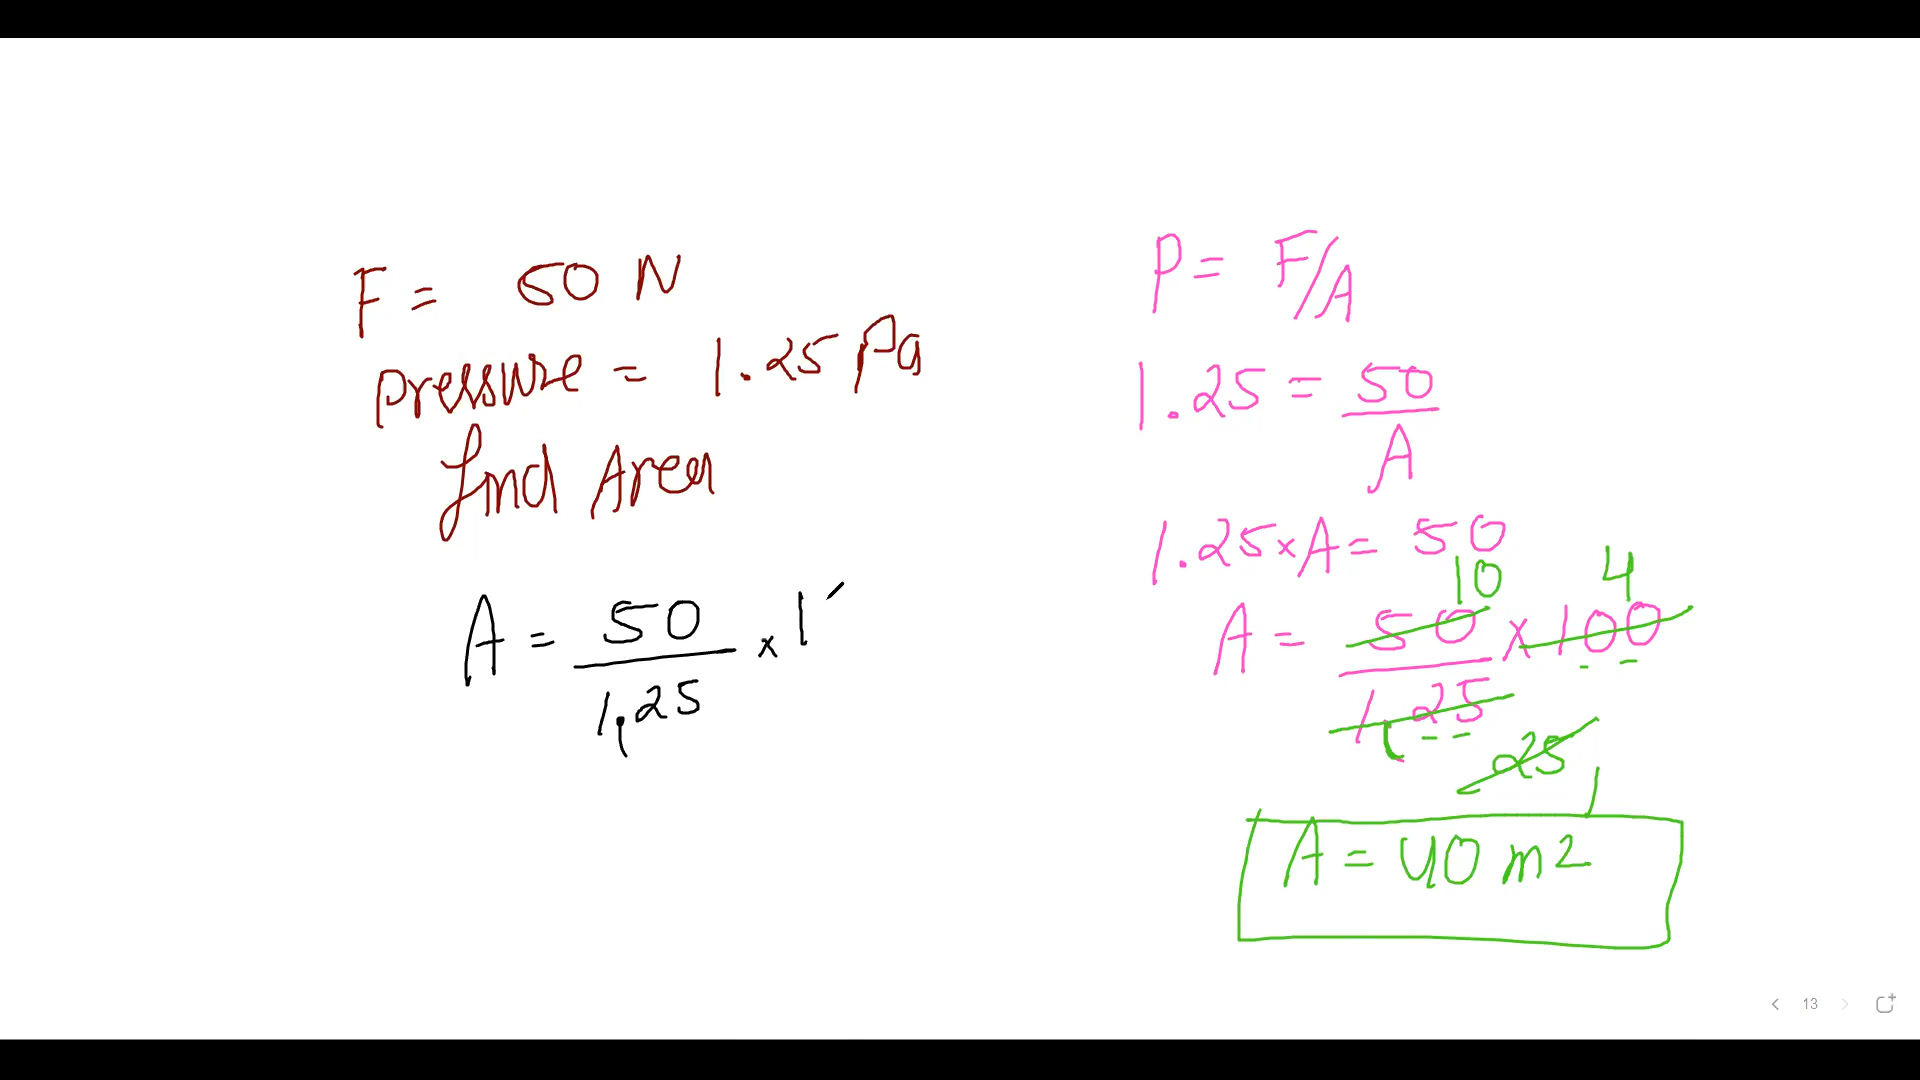 F = 50 N
Pressure = 1.25 Pa
find Area
A = 50/1.25 × 1
P = F/A
1.25 = 50/A
1.25 × A = 50
10 4
A = 50/1.25 × 100
25
1
A = 40 m2
13